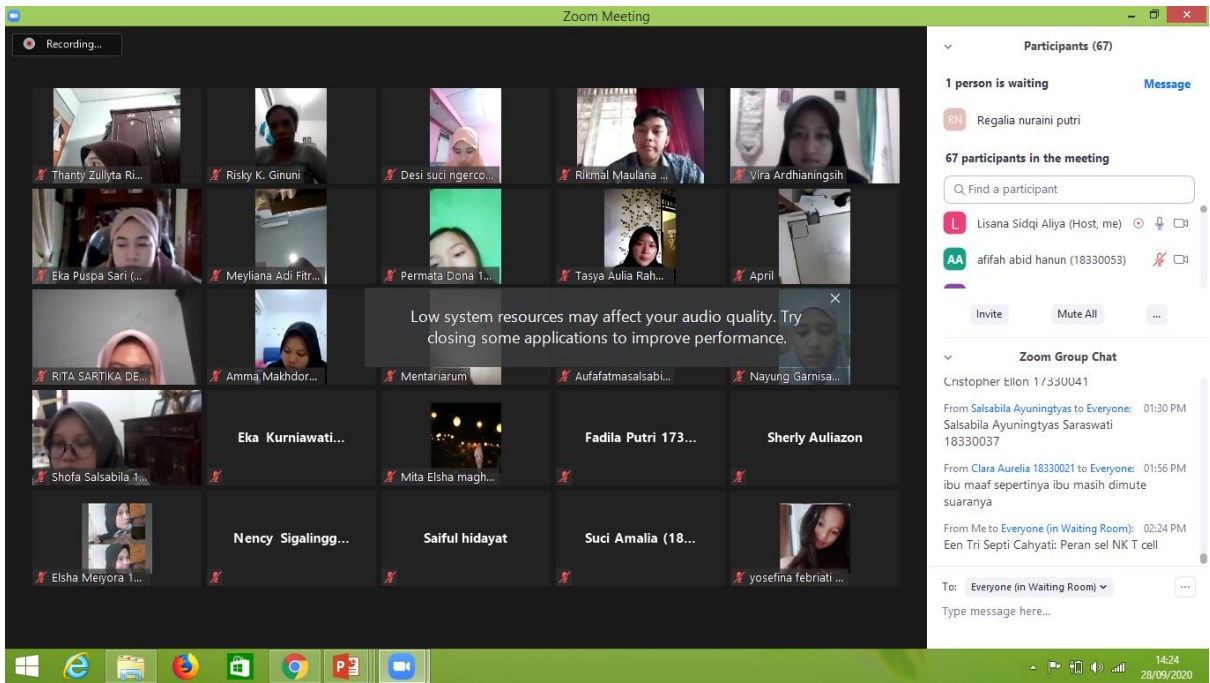 Zoom Meeting
Recording...
Thanty Zullyta Ri...
Risky K. Ginuni
Desi suci ngerco...
Rikmal Maulana ...
Vira Ardhianingsih
Eka Puspa Sari (...
Meyliana Adi Fitr...
Permata Dona 1...
Tasya Aulia Rah...
April
Low system resources may affect your audio quality. Try
closing some applications to improve performance.
RITA SARTIKA DE...
Amma Makhdor...
Mentariarum
Aufafatmasalsabi...
Nayung Garnisa...
Shofa Salsabila 1...
Eka Kurniawati...
Mita Elsha magh...
Fadila Putri 173...
Sherly Auliazon
Elsha Meiyora 1...
Nency Sigalingg...
Saiful hidayat
Suci Amalia (18...
yosefina febriati ...
Participants (67)
1 person is waiting Message
RN Regalia nuraini putri
67 participants in the meeting
Find a participant
L Lisana Sidqi Aliya (Host, me)
AA afifah abid hanun (18330053)
Invite Mute All ...
Zoom Group Chat
Cristopher Ellon 17330041
From Salsabila Ayuningtyas to Everyone: 01:30 PM
Salsabila Ayuningtyas Saraswati
18330037
From Clara Aurelia 18330021 to Everyone: 01:56 PM
ibu maaf sepertinya ibu masih dimute
suaranya
From Me to Everyone (in Waiting Room): 02:24 PM
Een Tri Septi Cahyati: Peran sel NK T cell
To: Everyone (in Waiting Room) ...
Type message here...
14:24
28/09/2020